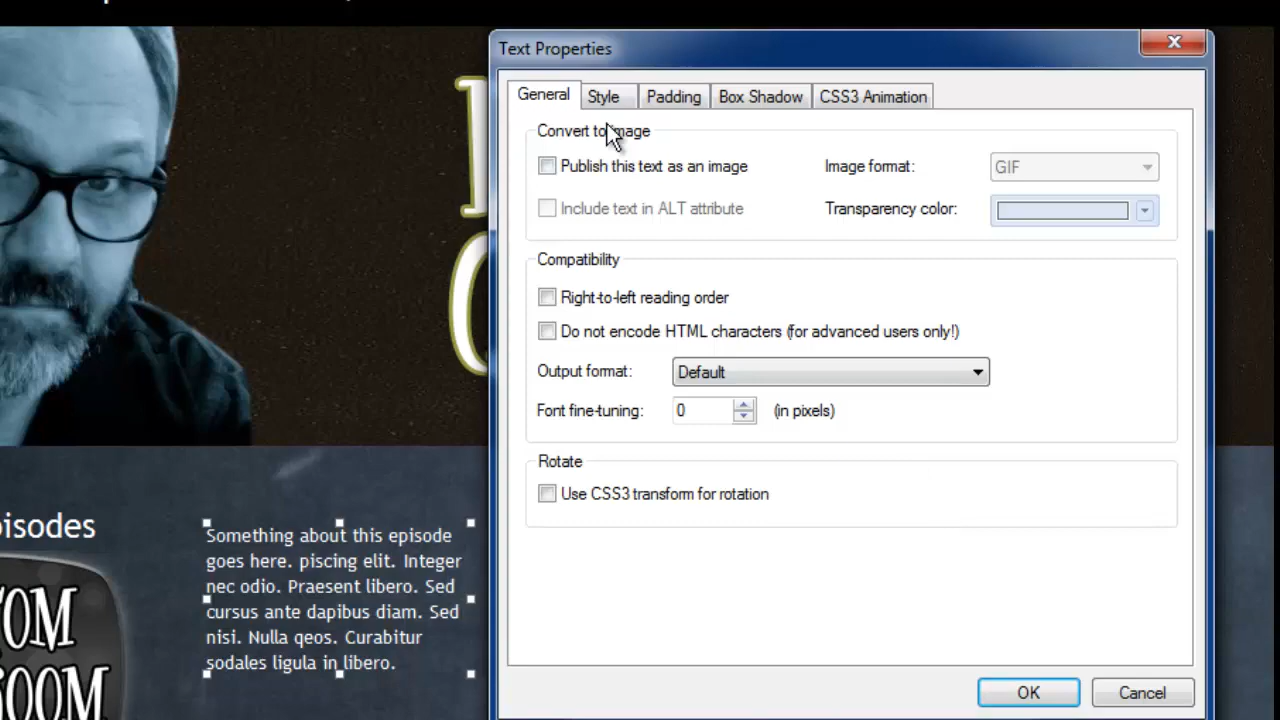 Text Properties
General
Style
Padding
Box Shadow
CSS3 Animation
Convert to image
Publish this text as an image
Image format:
GIF
Include text in ALT attribute
Transparency color:
Compatibility
Right-to-left reading order
Do not encode HTML characters (for advanced users only!)
Output format:
Default
Font fine-tuning:
0
(in pixels)
Rotate
Use CSS3 transform for rotation
OK
Cancel
isodes
Something about this episode
goes here. piscing elit. Integer
nec odio. Praesent libero. Sed
cursus ante dapibus diam. Sed
nisi. Nulla qeos. Curabitur
sodales ligula in libero.
OM
OOM